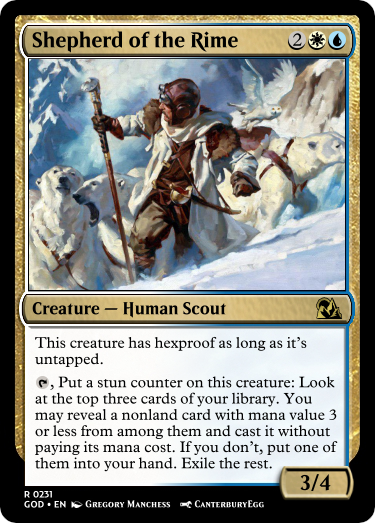 Shepherd of the Rime 2
Creature — Human Scout
This creature has hexproof as long as it's
untapped.
, Put a stun counter on this creature: Look
at the top three cards of your library. You
may reveal a nonland card with mana value 3
or less from among them and cast it without
paying its mana cost. If you don't, put one of
them into your hand. Exile the rest.
3/4
R 0231
GOD • EN Gregory Manchess CanterburyEgg